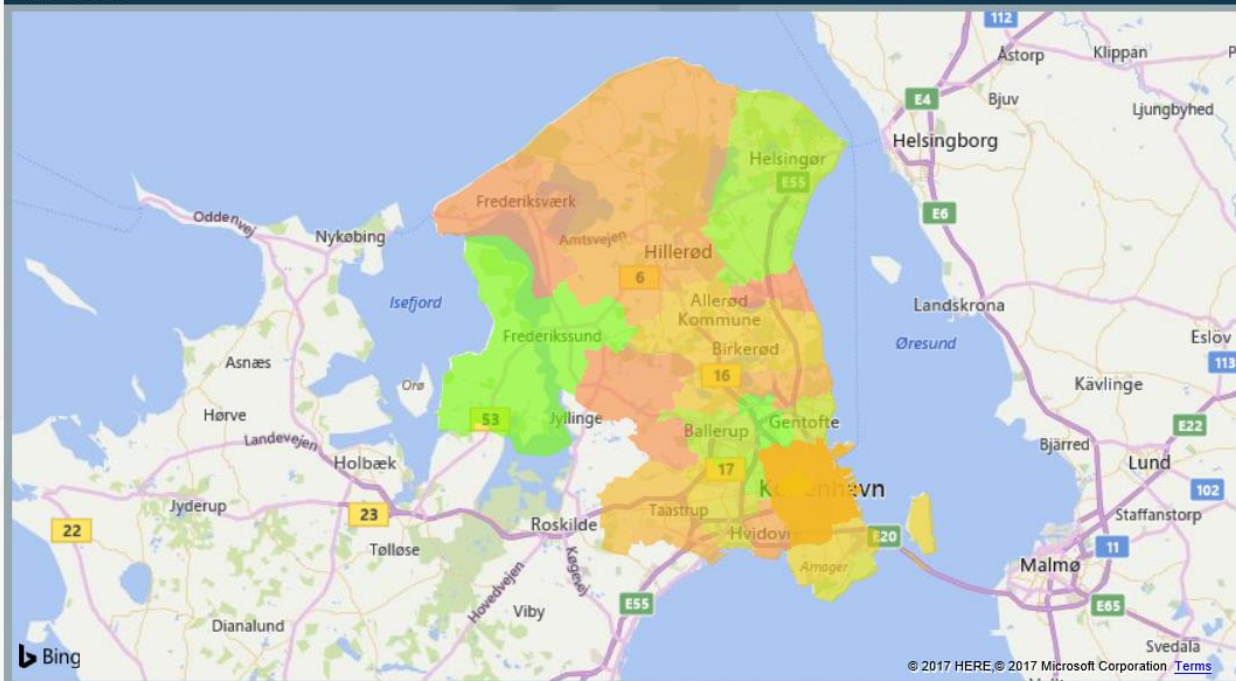 112
Åstorp
Klippan
E4
Bjuv
Ljungbyhed
Helsingborg
Helsingør
E55
Frederiksværk
E6
Oddenvej
Nykøbing
Amtsvejen
Hillerød
6
Isefjord
Allerød
Kommune
Landskrona
Frederikssund
Birkerød
Øresund
Eslöv
113
Asnæs
16
Orø
Kävlinge
Hørve
53
Jyllinge
Gentofte
Ballerup
E22
Landevejen
Bjärred
Holbæk
17
Lund
København
102
Jyderup
23
Taastrup
Staffanstorp
22
Roskilde
Hvidovre
E20
11
Tølløse
Køgevej
Amager
Malmø
Hovedvejen
E55
Viby
E65
Dianalund
Svedala
Bing
© 2017 HERE,© 2017 Microsoft Corporation Terms